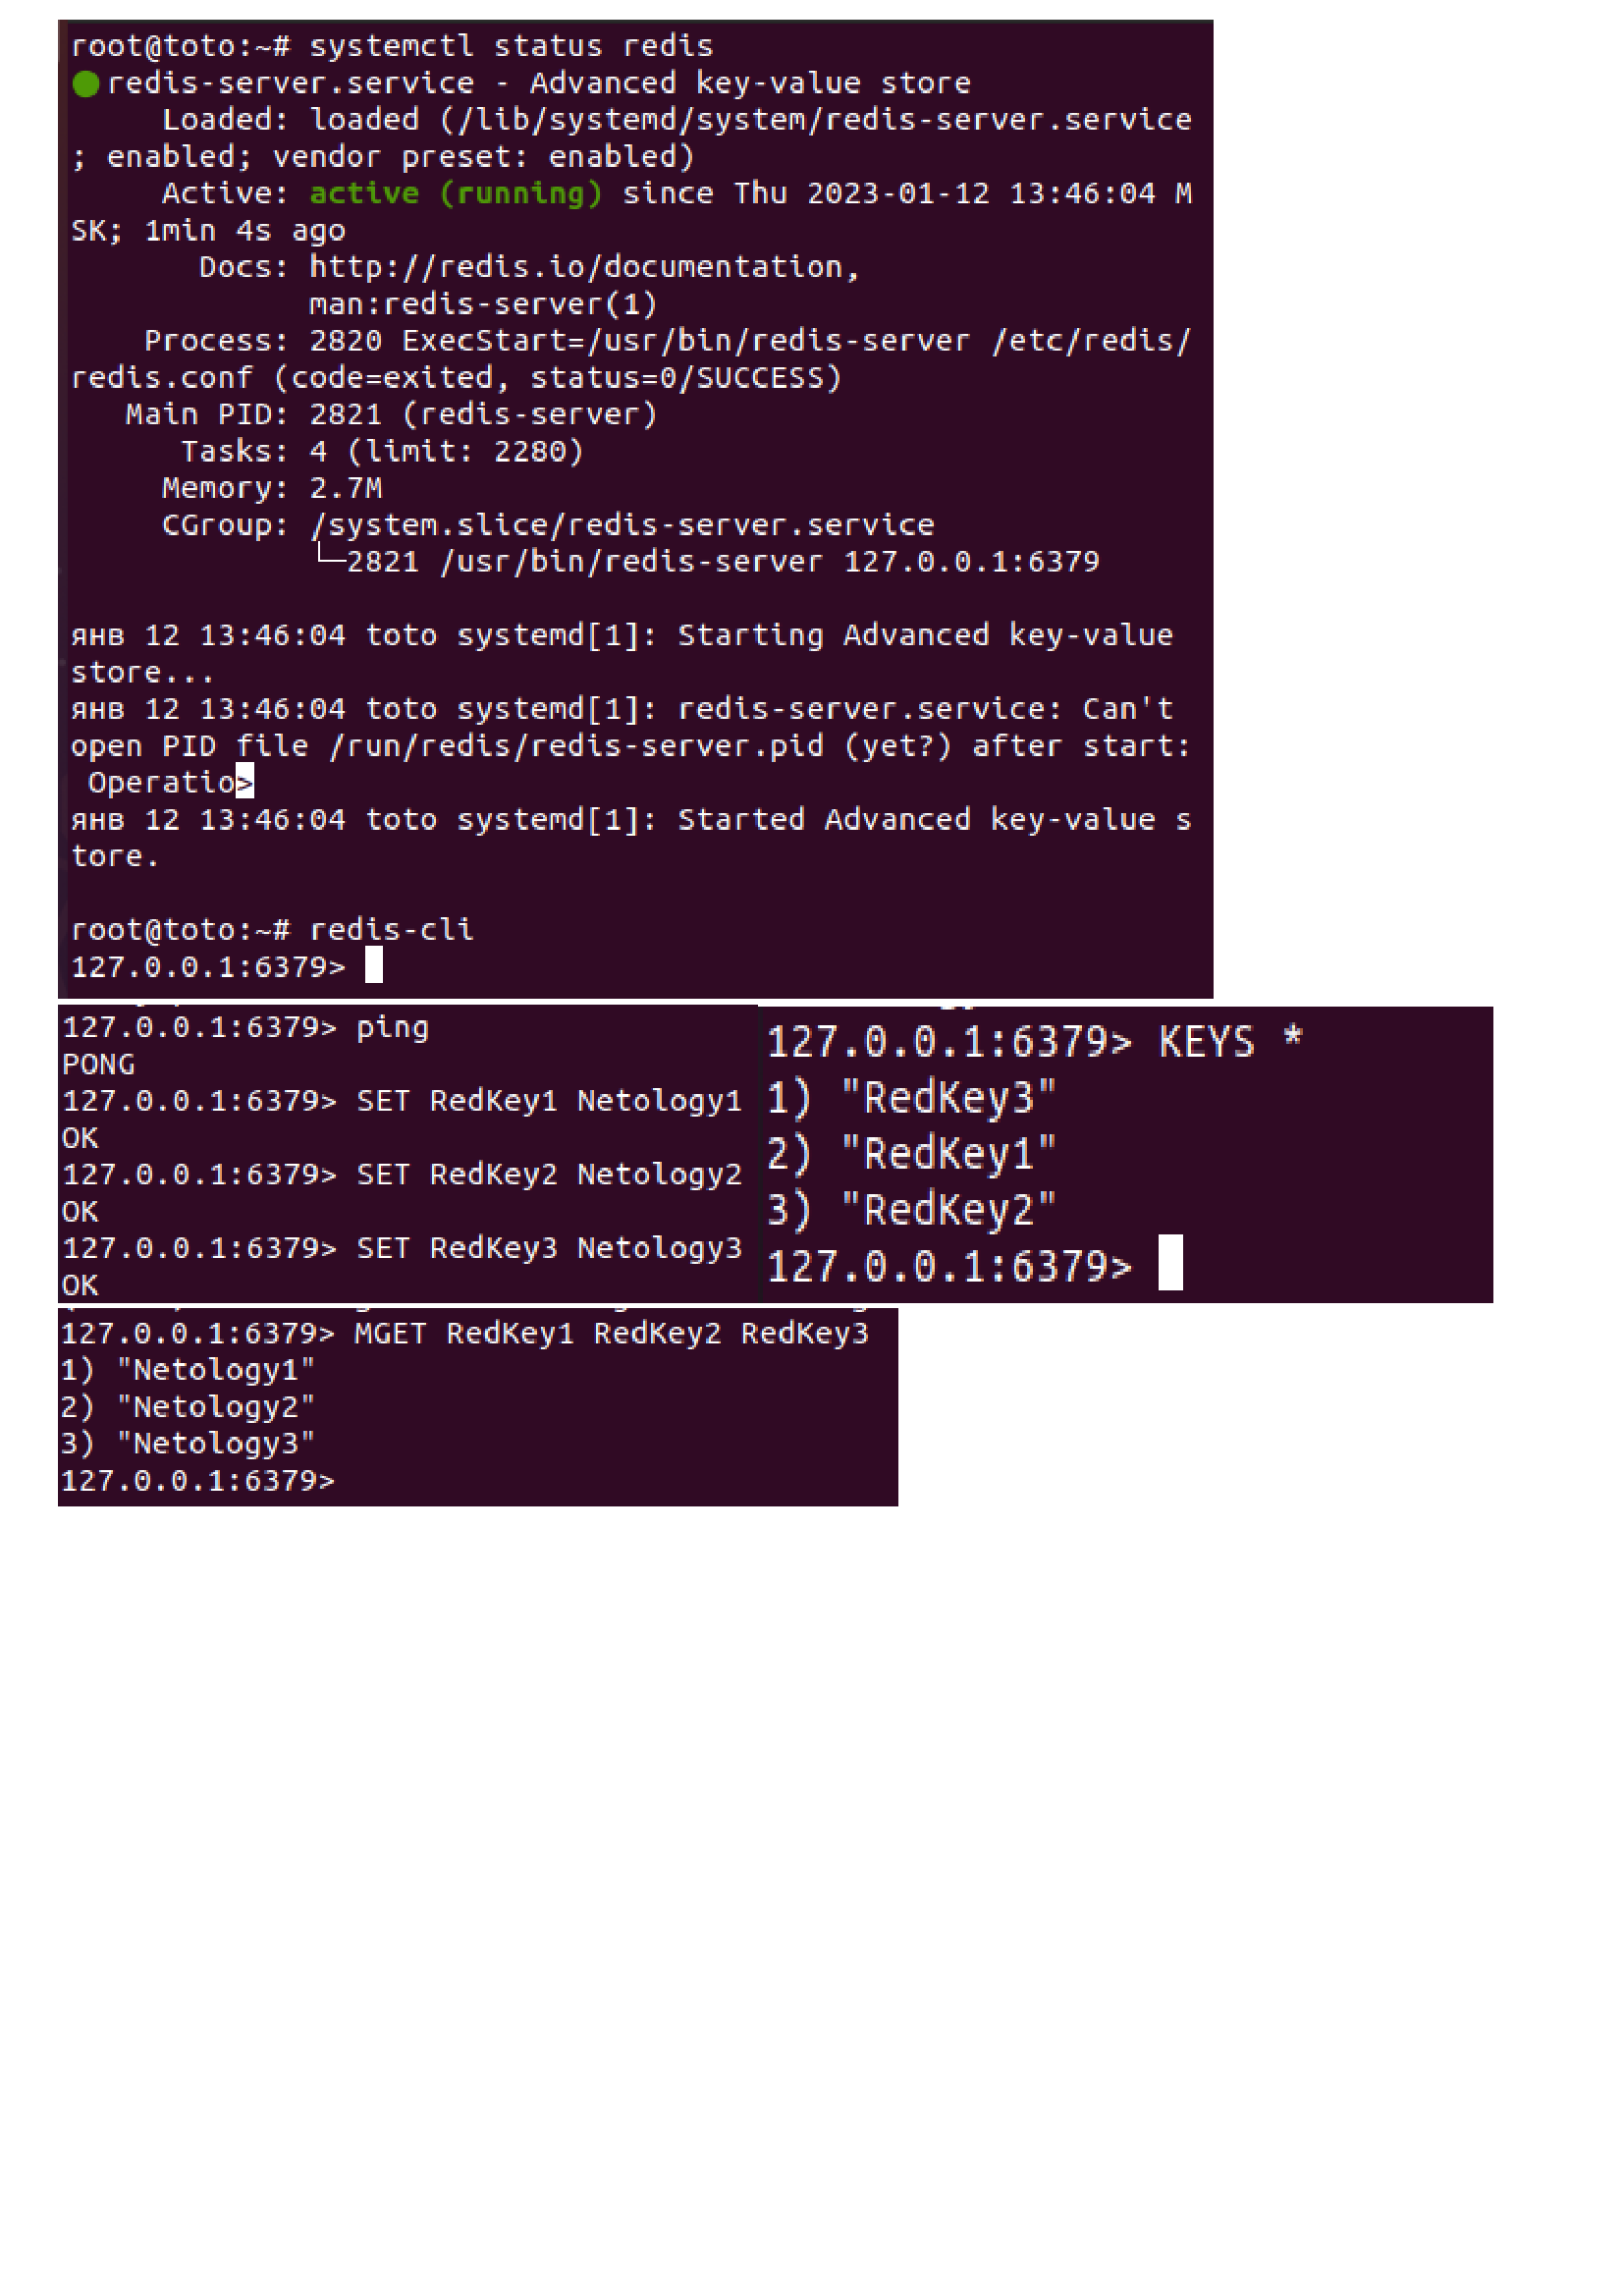 root@toto:~# systemctl status redis
● redis-server.service - Advanced key-value store
     Loaded: loaded (/lib/systemd/system/redis-server.service
; enabled; vendor preset: enabled)
     Active: active (running) since Thu 2023-01-12 13:46:04 M
SK; 1min 4s ago
       Docs: http://redis.io/documentation,
             man:redis-server(1)
    Process: 2820 ExecStart=/usr/bin/redis-server /etc/redis/
redis.conf (code=exited, status=0/SUCCESS)
   Main PID: 2821 (redis-server)
      Tasks: 4 (limit: 2280)
     Memory: 2.7M
     CGroup: /system.slice/redis-server.service
             └─2821 /usr/bin/redis-server 127.0.0.1:6379
янв 12 13:46:04 toto systemd[1]: Starting Advanced key-value
store...
янв 12 13:46:04 toto systemd[1]: redis-server.service: Can't
open PID file /run/redis/redis-server.pid (yet?) after start:
 Operatio>
янв 12 13:46:04 toto systemd[1]: Started Advanced key-value s
tore.
root@toto:~# redis-cli
127.0.0.1:6379>
127.0.0.1:6379> ping
PONG
127.0.0.1:6379> SET RedKey1 Netology1
OK
127.0.0.1:6379> SET RedKey2 Netology2
OK
127.0.0.1:6379> SET RedKey3 Netology3
OK
127.0.0.1:6379> KEYS *
1) "RedKey3"
2) "RedKey1"
3) "RedKey2"
127.0.0.1:6379>
127.0.0.1:6379> MGET RedKey1 RedKey2 RedKey3
1) "Netology1"
2) "Netology2"
3) "Netology3"
127.0.0.1:6379>